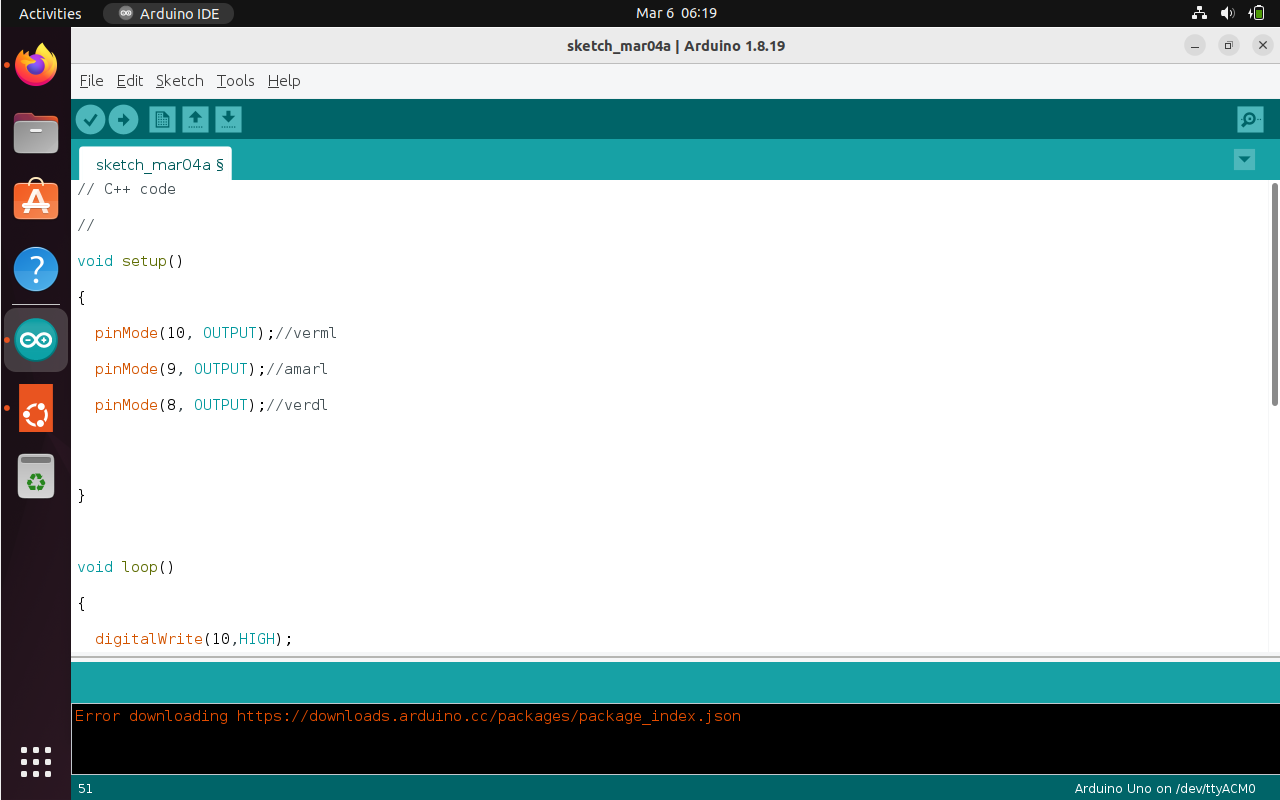 Activities
Arduino IDE
Mar 6 06:19
sketch_mar04a | Arduino 1.8.19
File Edit Sketch Tools Help
sketch_mar04a §
// C++ code
//
void setup()
{
pinMode(10, OUTPUT);//verml
pinMode(9, OUTPUT);//amarl
pinMode(8, OUTPUT);//verdl
}
void loop()
{
digitalWrite(10,HIGH);
Error downloading https://downloads.arduino.cc/packages/package_index.json
51
Arduino Uno on /dev/ttyACM0